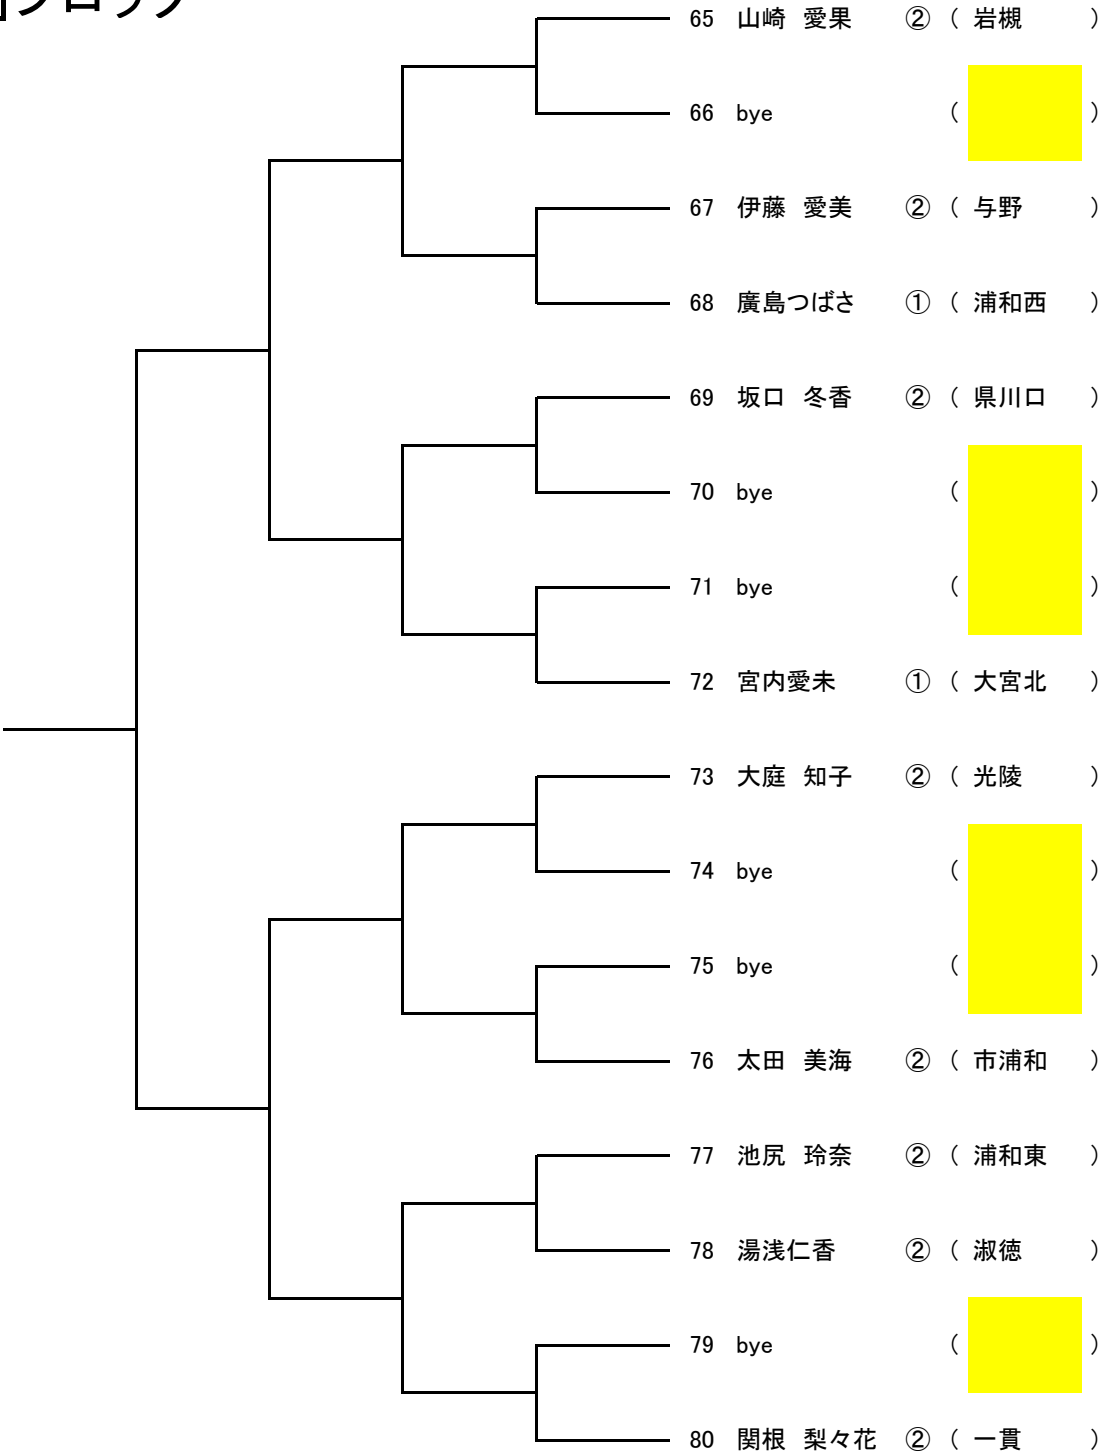 ブロック
65 山崎　愛果 ② （ 岩槻 ）
66 bye （ ）
67 伊藤　愛美 ② （ 与野 ）
68 廣島つばさ ① （ 浦和西 ）
69 坂口　冬香 ② （ 県川口 ）
70 bye （ ）
71 bye （ ）
72 宮内愛未 ① （ 大宮北 ）
73 大庭　知子 ② （ 光陵 ）
74 bye （ ）
75 bye （ ）
76 太田　美海 ② （ 市浦和 ）
77 池尻　玲奈 ② （ 浦和東 ）
78 湯浅仁香 ② （ 淑徳 ）
79 bye （ ）
80 関根　梨々花 ② （ 一貫 ）